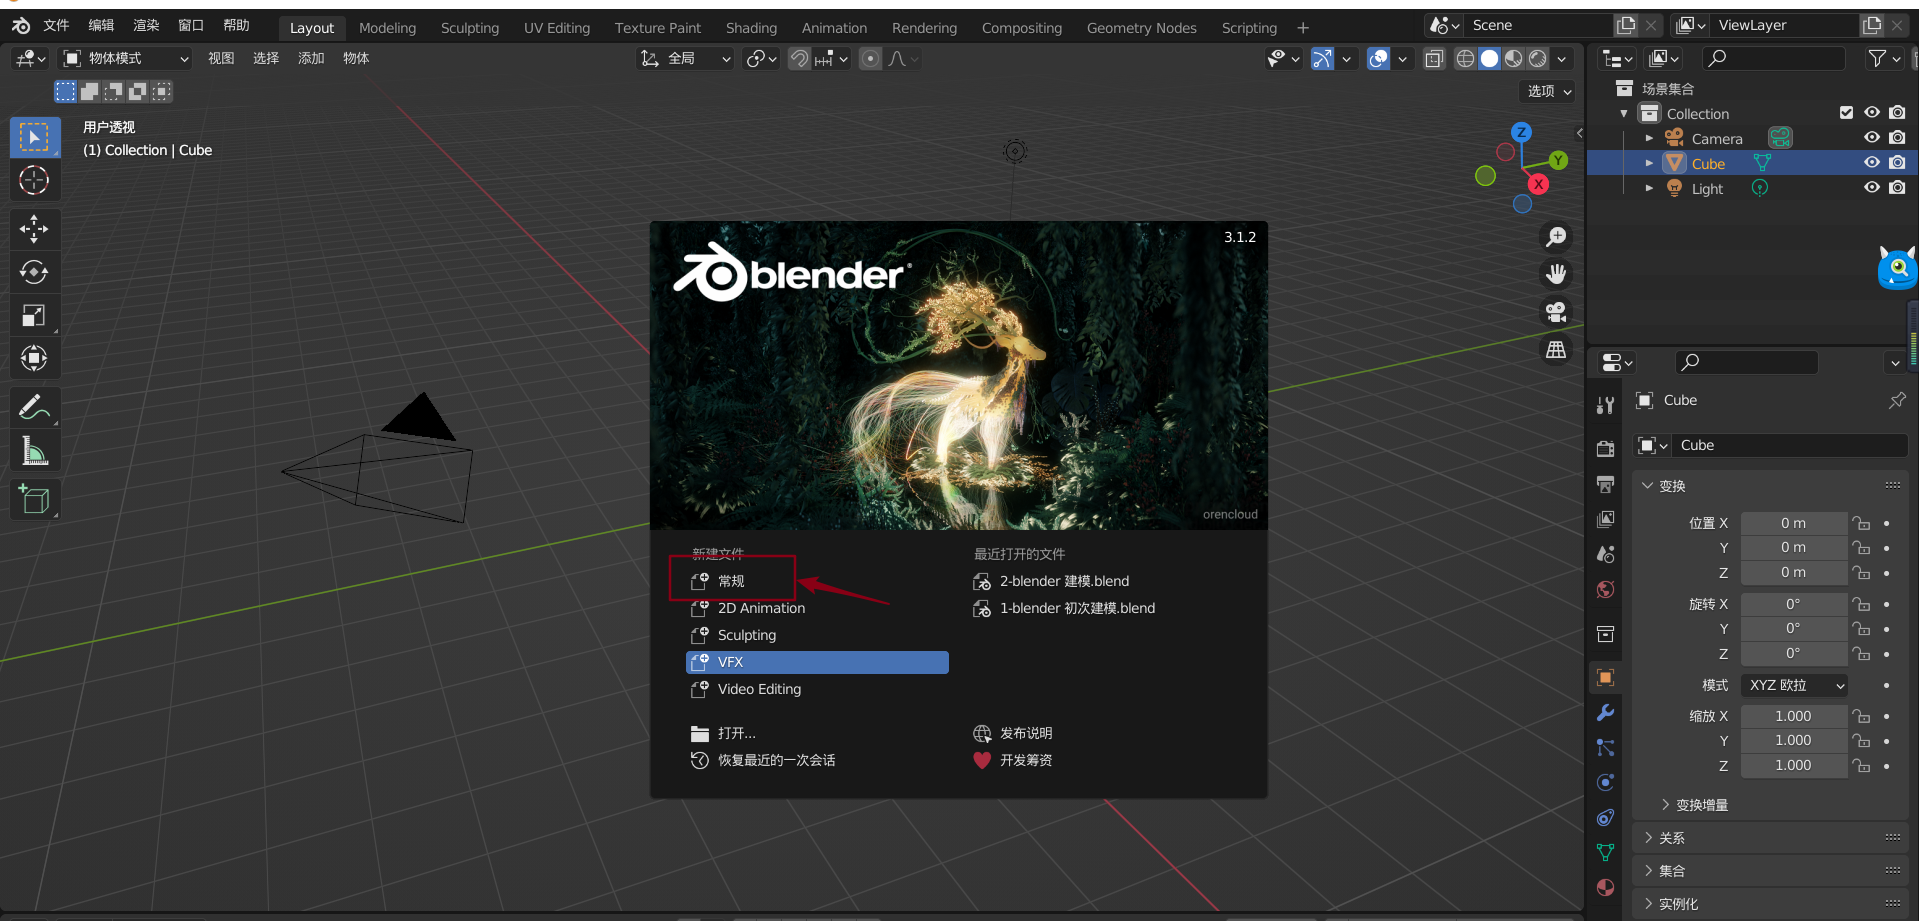 文件 编辑 渲染 窗口 帮助 Layout Modeling Sculpting UV Editing Texture Paint Shading Animation Rendering Compositing Geometry Nodes Scripting + Scene ViewLayer
物体模式 视图 选择 添加 物体 全局
选项
用户透视
(1) Collection | Cube
Z
Y
X
场景集合
Collection
Camera
Cube
Light
blender
3.1.2
orencloud
新建文件
常规
2D Animation
Sculpting
VFX
Video Editing
打开...
恢复最近的一次会话
最近打开的文件
2-blender 建模.blend
1-blender 初次建模.blend
发布说明
开发筹资
Cube
Cube
变换
位置 X 0 m
Y 0 m
Z 0 m
旋转 X 0°
Y 0°
Z 0°
模式 XYZ 欧拉
缩放 X 1.000
Y 1.000
Z 1.000
变换增量
关系
集合
实例化